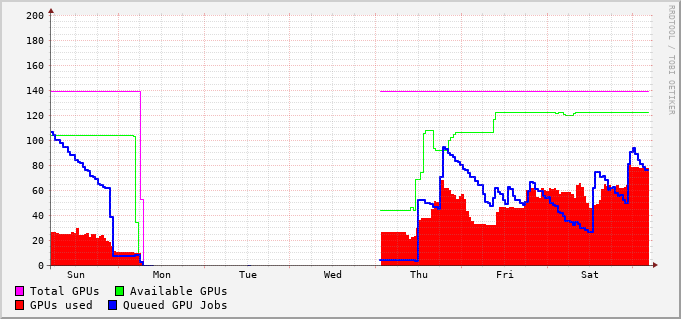 200
180
160
140
120
100
80
60
40
20
0
Sun Mon Tue Wed Thu Fri Sat
Total GPUs Available GPUs
GPUs used Queued GPU Jobs
RRDTOOL / TOBI OETIKER